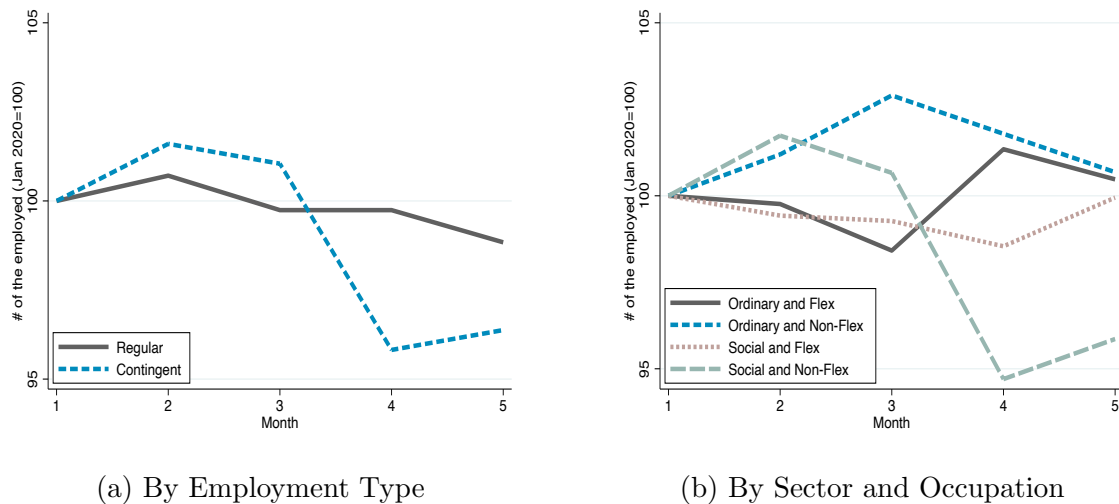 105
100
95
# of the employed (Jan 2020=100)
1 2 3 4 5
Month
Regular
Contingent
(a) By Employment Type
105
100
95
# of the employed (Jan 2020=100)
1 2 3 4 5
Month
Ordinary and Flex
Ordinary and Non-Flex
Social and Flex
Social and Non-Flex
(b) By Sector and Occupation